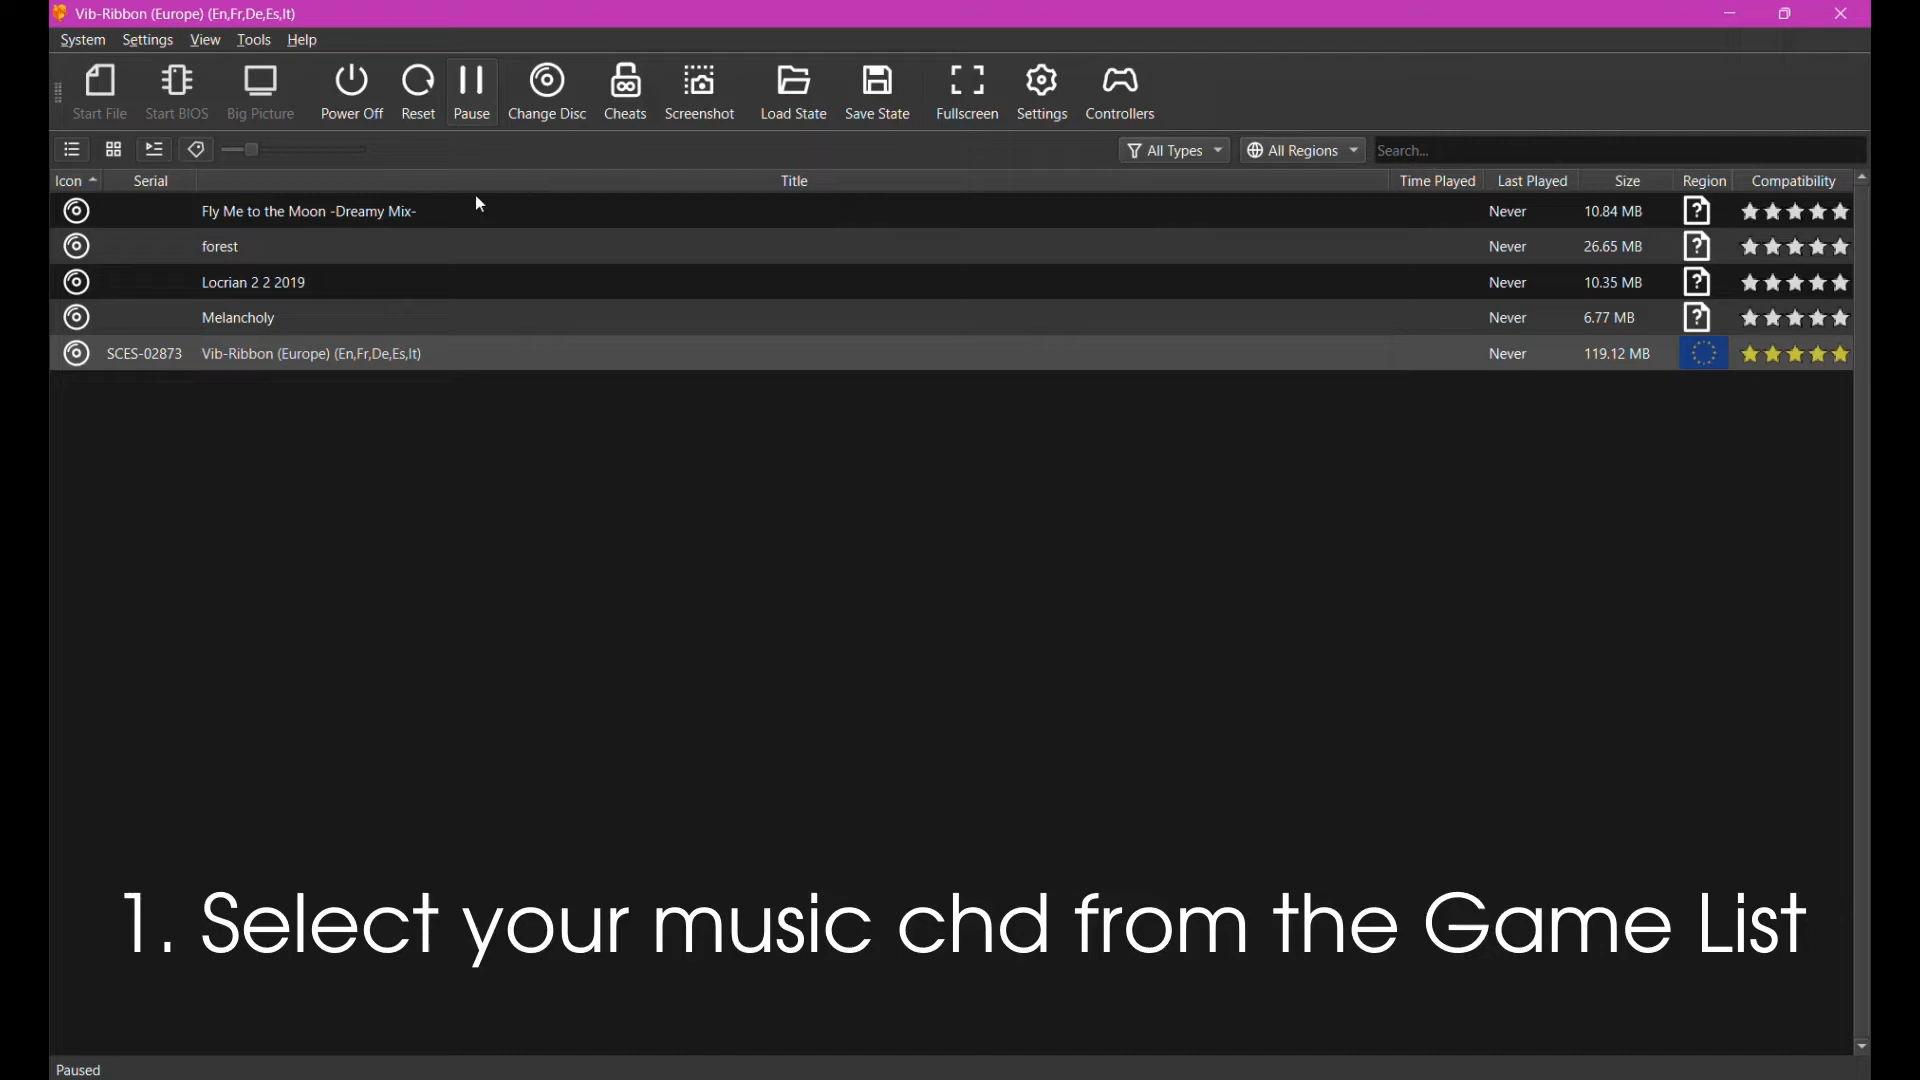 Vib-Ribbon (Europe) (En,Fr,De,Es,It)
System Settings View Tools Help
Start File Start BIOS Big Picture Power Off Reset Pause Change Disc Cheats Screenshot Load State Save State Fullscreen Settings Controllers
All Types All Regions Search...
Icon Serial Title Time Played Last Played Size Region Compatibility
Fly Me to the Moon -Dreamy Mix- Never 10.84 MB
forest Never 26.65 MB
Locrian 2 2 2019 Never 10.35 MB
Melancholy Never 6.77 MB
SCES-02873 Vib-Ribbon (Europe) (En,Fr,De,Es,It) Never 119.12 MB
1. Select your music chd from the Game List
Paused